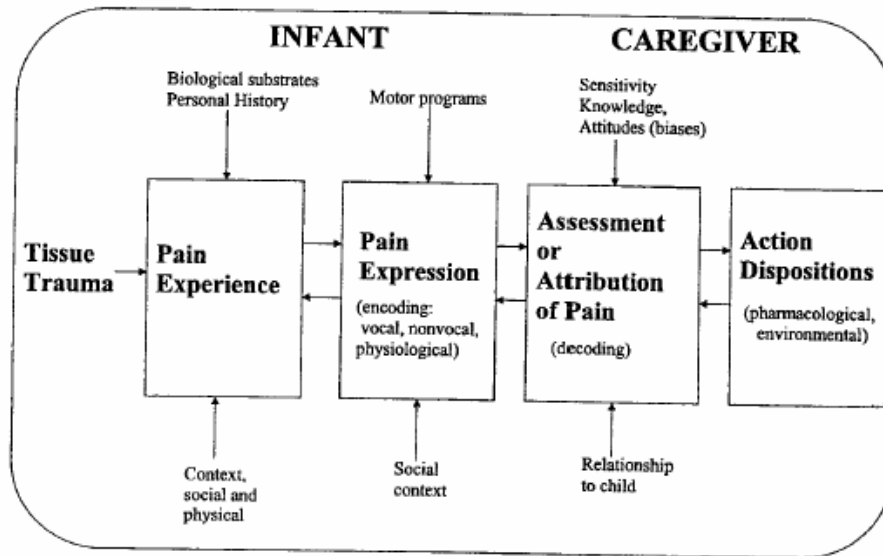 INFANT
CAREGIVER
Biological substrates
Personal History
Motor programs
Sensitivity
Knowledge,
Attitudes (biases)
Tissue
Trauma
Pain
Experience
Pain
Expression
(encoding:
vocal, nonvocal,
physiological)
Assessment
or
Attribution
of Pain
(decoding)
Action
Dispositions
(pharmacological,
environmental)
Context,
social and
physical
Social
context
Relationship
to child